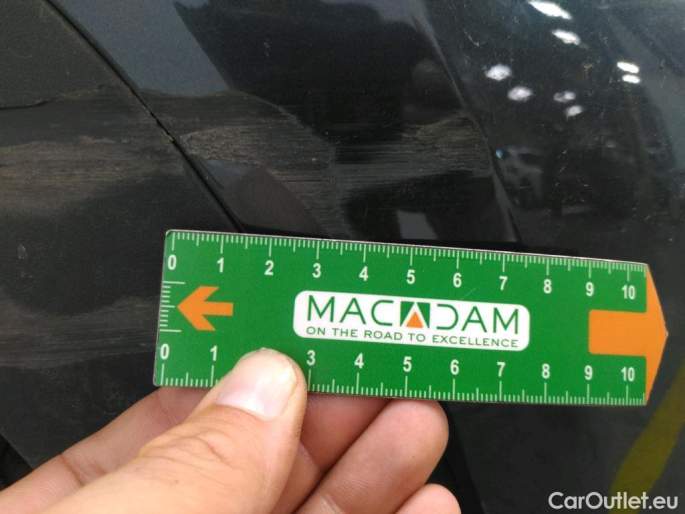 0 1 2 3 4 5 6 7 8 9 10
MACADAM
ON THE ROAD TO EXCELLENCE
0 1 3 4 5 6 7 8 9 10
CarOutlet.eu